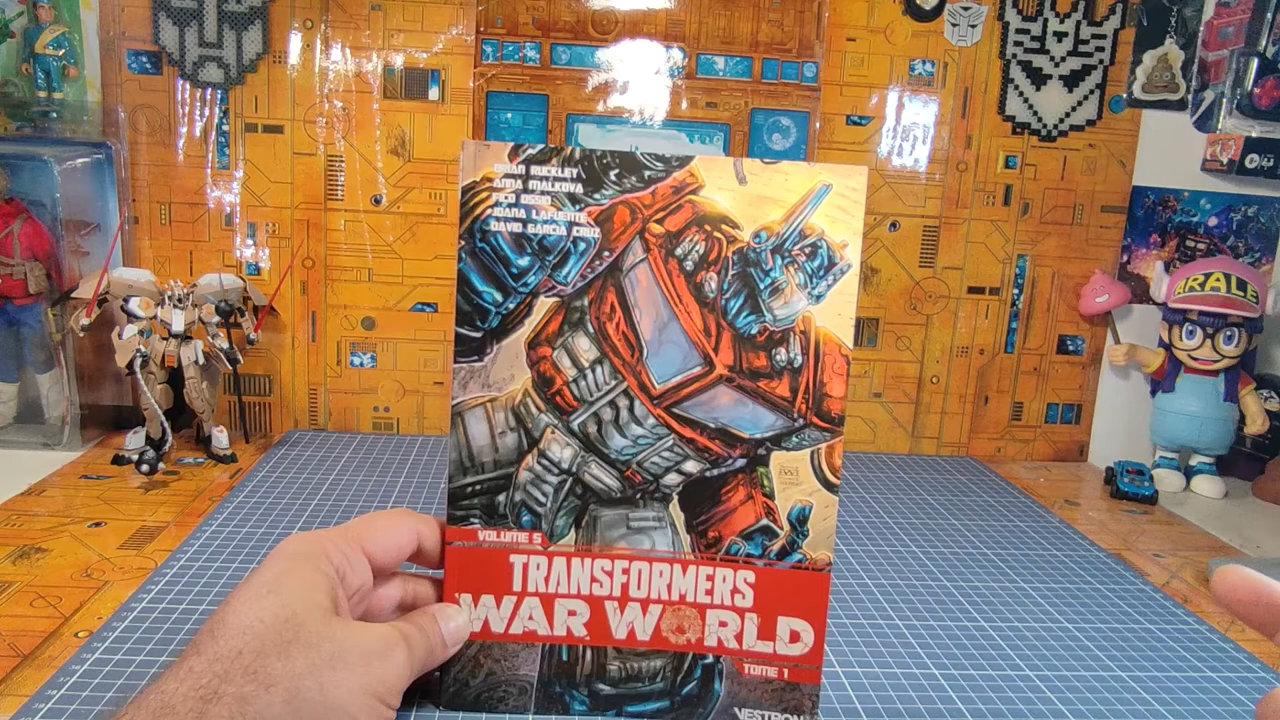 BRIAN RUCKLEY
ANNA MALKOVA
FICO OSSIO
JOANA LAFUENTE
DAVID GARCIA CRUZ
ARALE
VOLUME 5
TRANSFORMERS
WAR WORLD
TOME 1
VESTRON